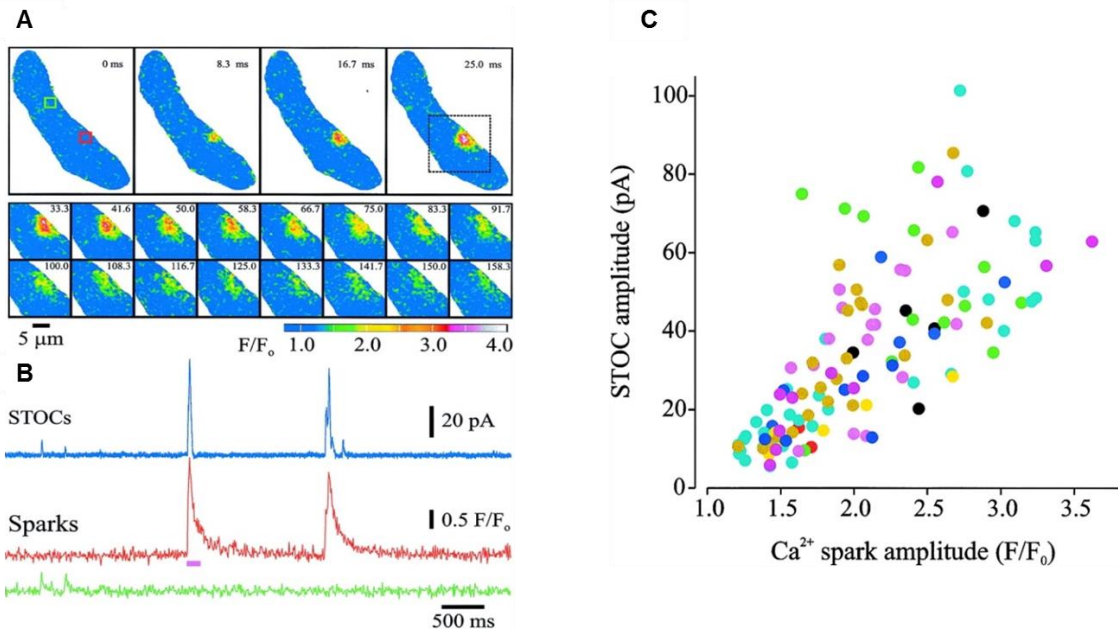 A
0 ms
8.3 ms
16.7 ms
25.0 ms
33.3
41.6
50.0
58.3
66.7
75.0
83.3
91.7
100.0
108.3
116.7
125.0
133.3
141.7
150.0
158.3
5 µm
F/Fo
1.0
2.0
3.0
4.0
B
STOCs
20 pA
Sparks
0.5 F/Fo
500 ms
C
STOC amplitude (pA)
100
80
60
40
20
0
1.0
1.5
2.0
2.5
3.0
3.5
Ca²⁺ spark amplitude (F/F₀)